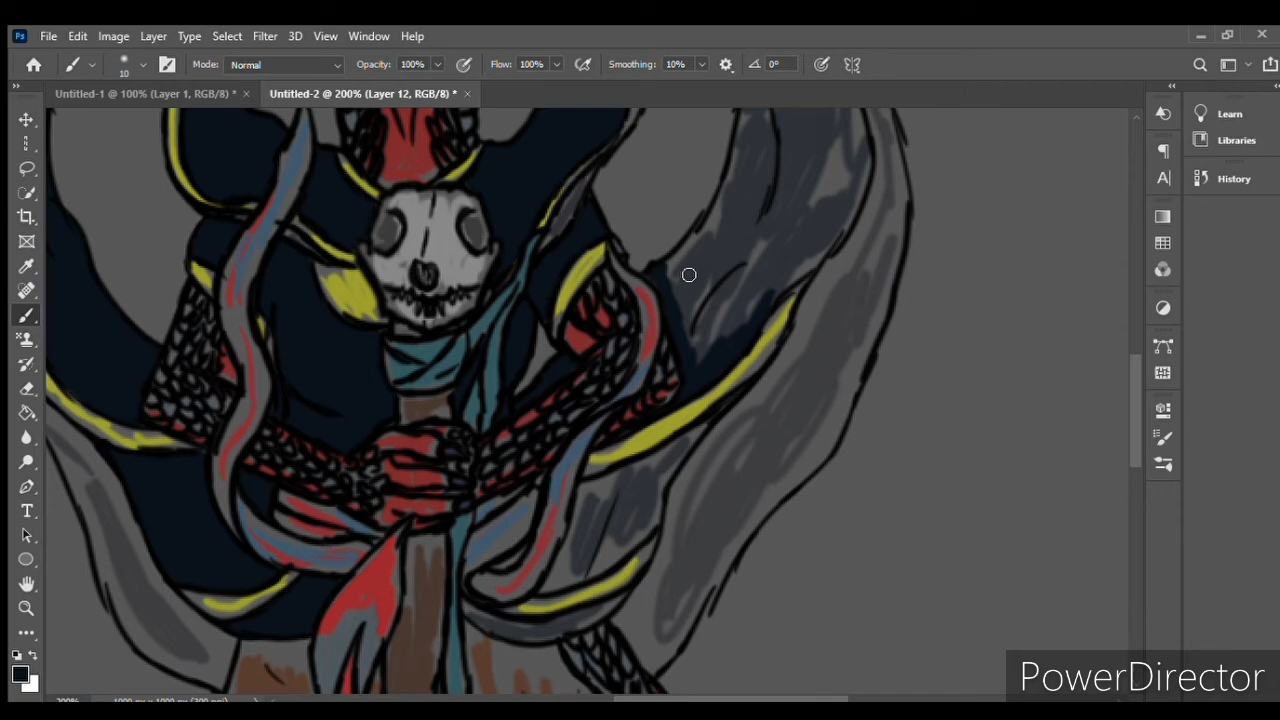 Ps File Edit Image Layer Type Select Filter 3D View Window Help
10 Mode: Normal Opacity: 100% Flow: 100% Smoothing: 10% 0°
Untitled-1 @ 100% (Layer 1, RGB/8) * × Untitled-2 @ 200% (Layer 12, RGB/8) * ×
Learn
Libraries
History
PowerDirector